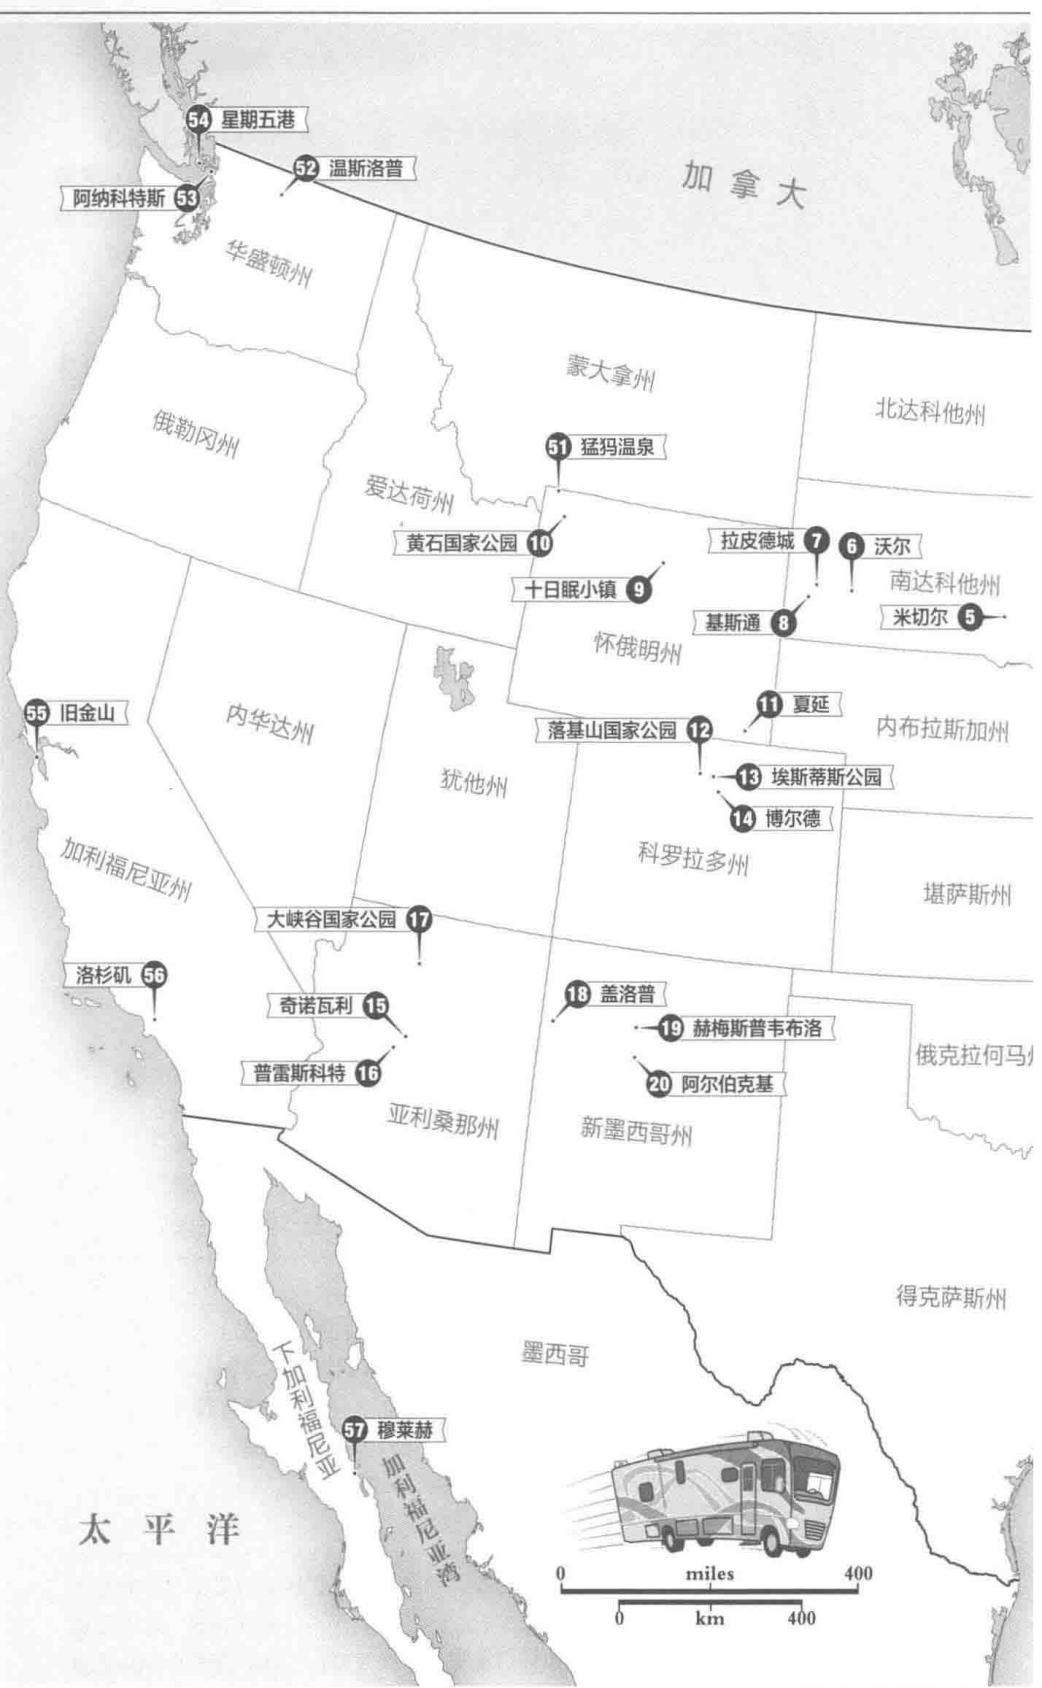 54 星期五港
52 温斯洛普
加拿大
阿纳科特斯 53
华盛顿州
蒙大拿州
北达科他州
俄勒冈州
51 猛犸温泉
爱达荷州
黄石国家公园 10
拉皮德城 7
6 沃尔
南达科他州
十日眠小镇 9
基斯通 8
米切尔 5
怀俄明州
55 旧金山
内华达州
11 夏延
落基山国家公园 12
内布拉斯加州
犹他州
13 埃斯蒂斯公园
14 博尔德
加利福尼亚州
科罗拉多州
堪萨斯州
大峡谷国家公园 17
洛杉矶 56
奇诺瓦利 15
18 盖洛普
19 赫梅斯普韦布洛
俄克拉何马州
普雷斯科特 16
20 阿尔伯克基
亚利桑那州
新墨西哥州
得克萨斯州
墨西哥
下加利福尼亚
57 穆莱赫
加利福尼亚湾
太平洋
0 miles 400
0 km 400